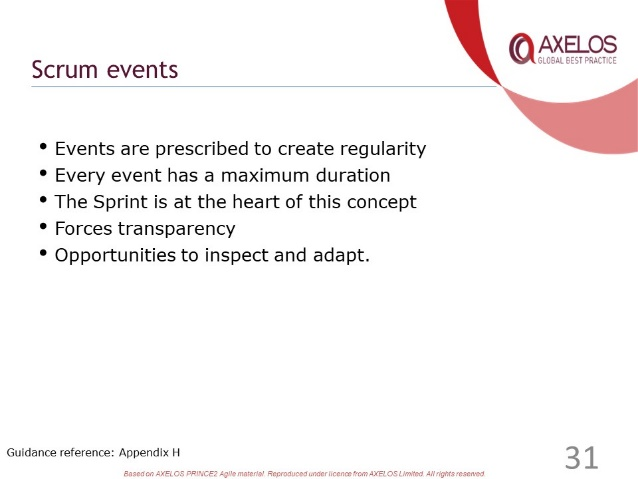 AXELOS
GLOBAL BEST PRACTICE
Scrum events
• Events are prescribed to create regularity
• Every event has a maximum duration
• The Sprint is at the heart of this concept
• Forces transparency
• Opportunities to inspect and adapt.
Guidance reference: Appendix H
31
Based on AXELOS PRINCE2 Agile material. Reproduced under licence from AXELOS Limited. All rights reserved.